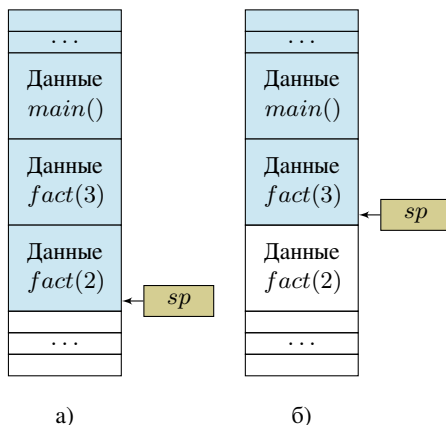 ...
Данные
main()
Данные
fact(3)
Данные
fact(2)
sp
...
а)
...
Данные
main()
Данные
fact(3)
sp
Данные
fact(2)
...
б)